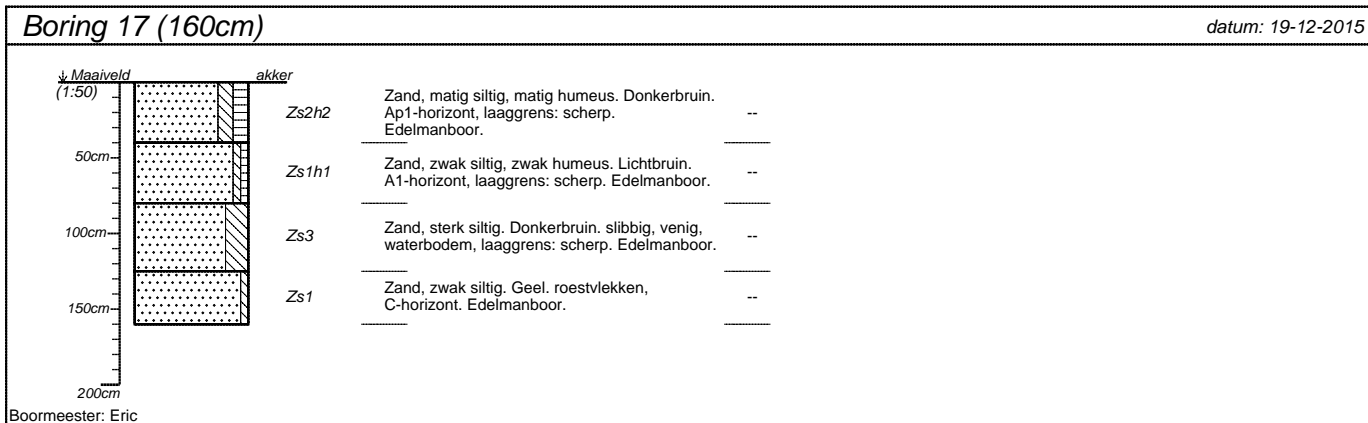 Boring 17 (160cm)
datum: 19-12-2015
Maaiveld
akker
(1:50)
Zs2h2
Zand, matig siltig, matig humeus. Donkerbruin.
Ap1-horizont, laaggrens: scherp.
Edelmanboor.
--
50cm
Zs1h1
Zand, zwak siltig, zwak humeus. Lichtbruin.
A1-horizont, laaggrens: scherp. Edelmanboor.
--
100cm
Zs3
Zand, sterk siltig. Donkerbruin. slibbig, venig,
waterbodem, laaggrens: scherp. Edelmanboor.
--
Zs1
Zand, zwak siltig. Geel. roestvlekken,
C-horizont. Edelmanboor.
--
150cm
200cm
Boormeester: Eric